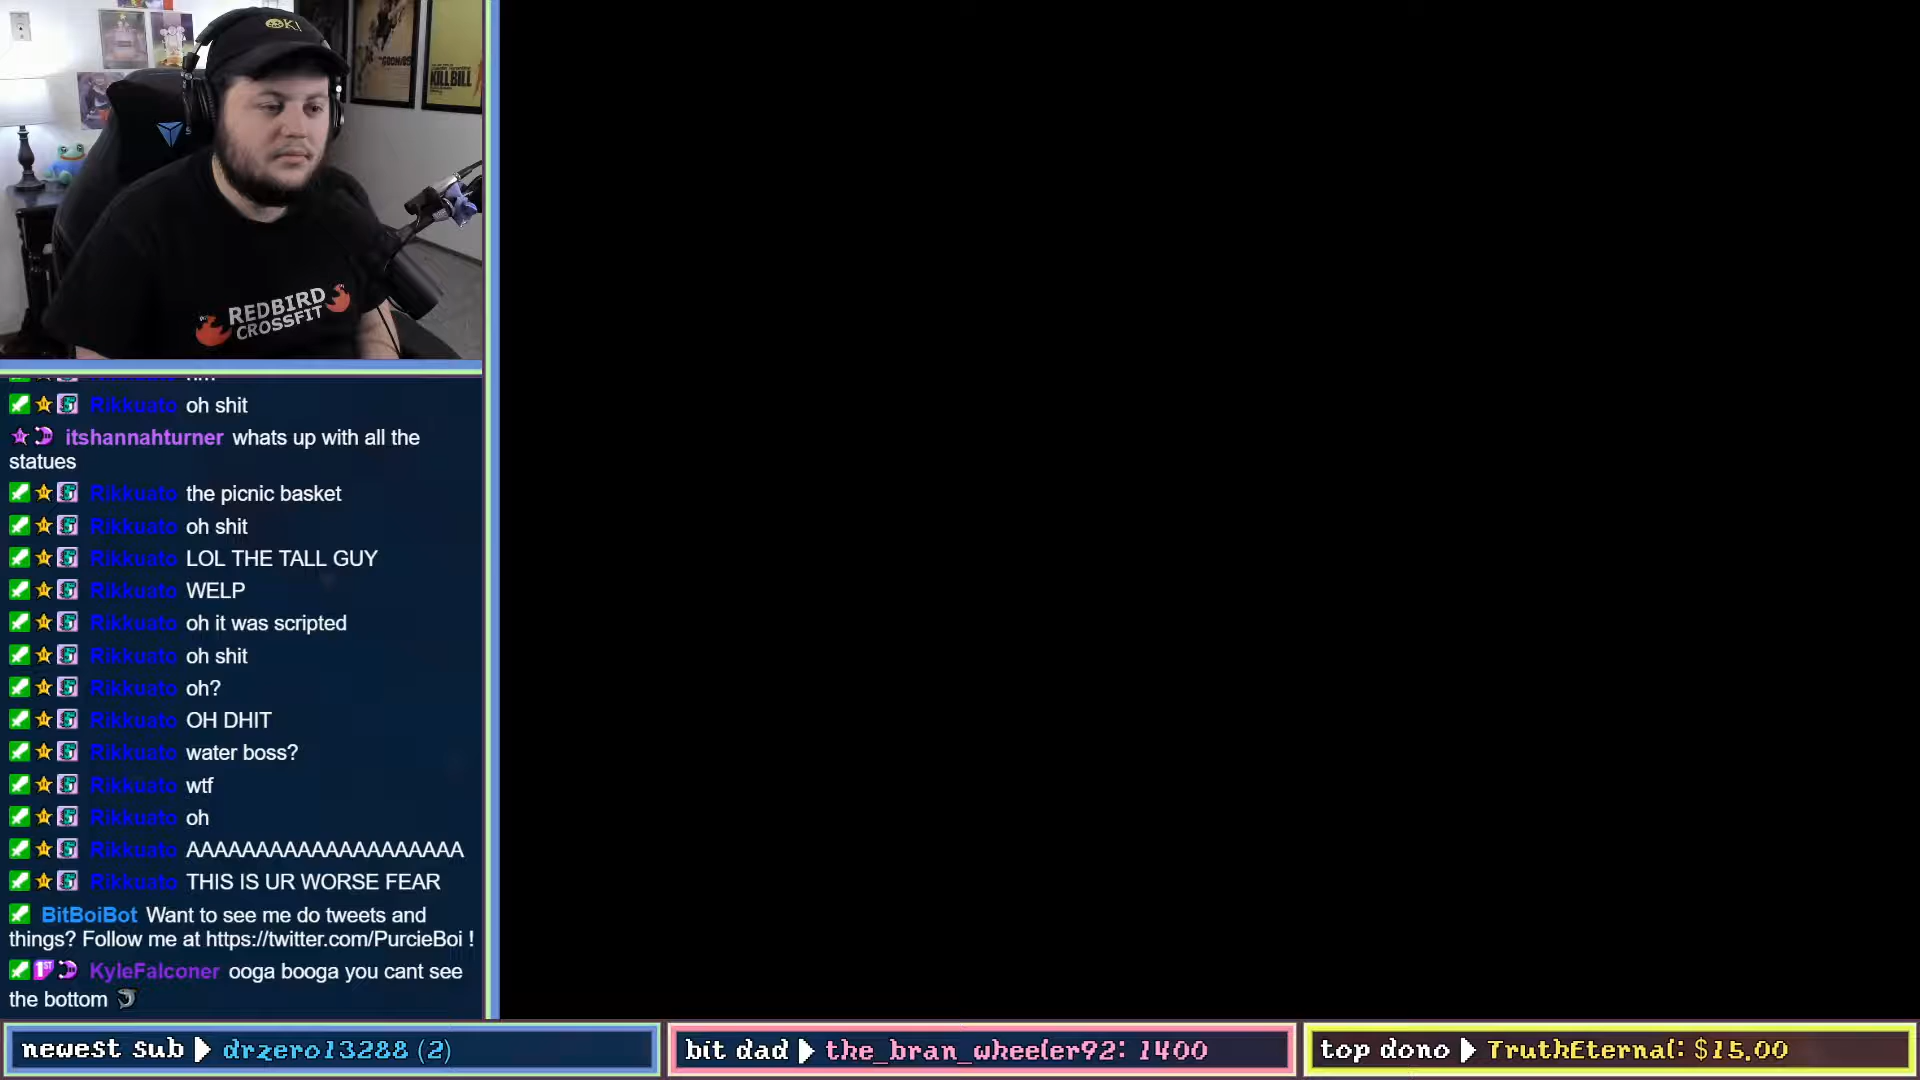 OK!
THE GOONIES
KILL BILL
REDBIRD
CROSSFIT
Rikkuato oh shit
itshannahturner whats up with all the
statues
Rikkuato the picnic basket
Rikkuato oh shit
Rikkuato LOL THE TALL GUY
Rikkuato WELP
Rikkuato oh it was scripted
Rikkuato oh shit
Rikkuato oh?
Rikkuato OH DHIT
Rikkuato water boss?
Rikkuato wtf
Rikkuato oh
Rikkuato AAAAAAAAAAAAAAAAAAAA
Rikkuato THIS IS UR WORSE FEAR
BitBoiBot Want to see me do tweets and
things? Follow me at https://twitter.com/PurcieBoi !
1ST KyleFalconer ooga booga you cant see
the bottom
newest sub drzero13288 (2)
bit dad the_bran_wheeler92: 1400
top dono TruthEternal: $15.00